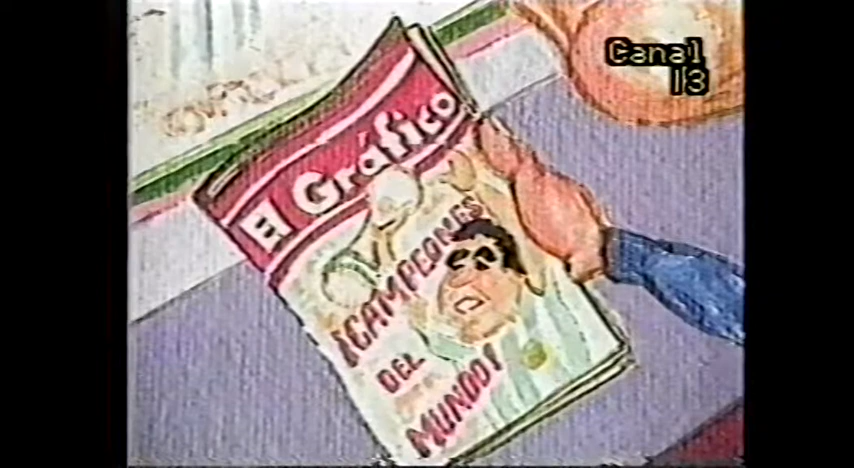 Canal
13
El Gráfico
¡CAMPEONES
DEL
MUNDO!